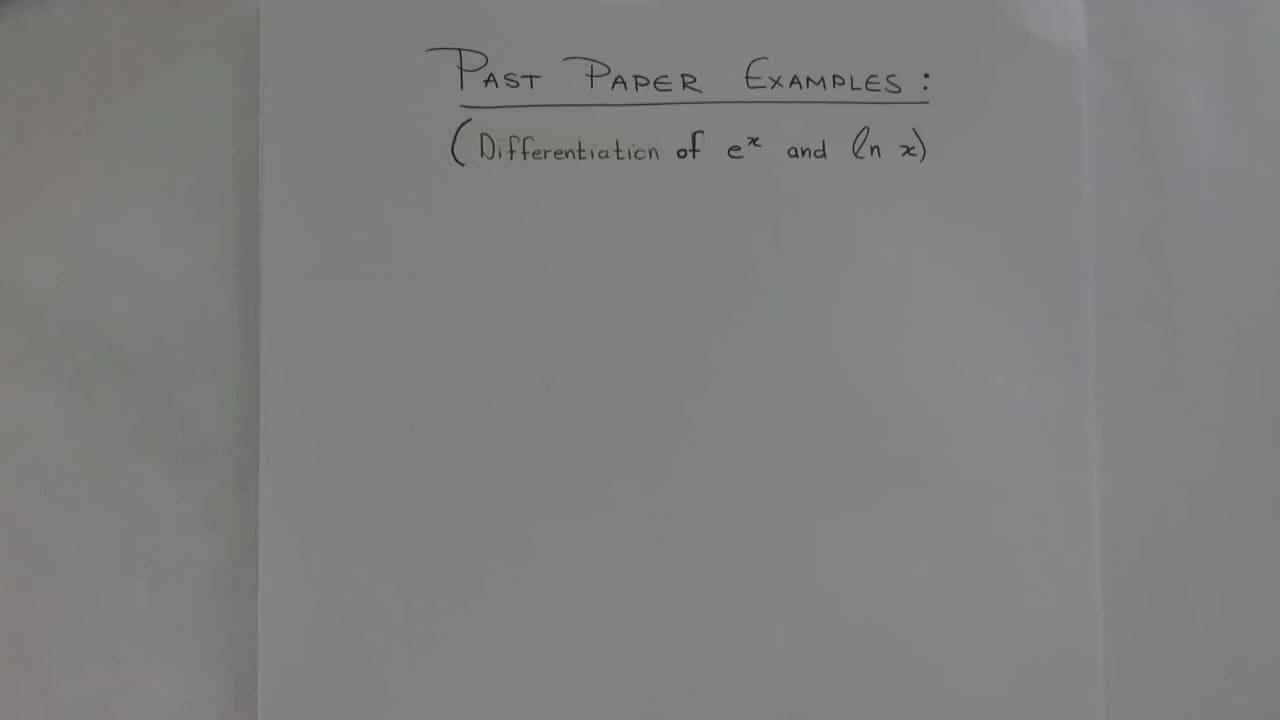 PAST PAPER EXAMPLES :
(Differentiation of eˣ and ln x)